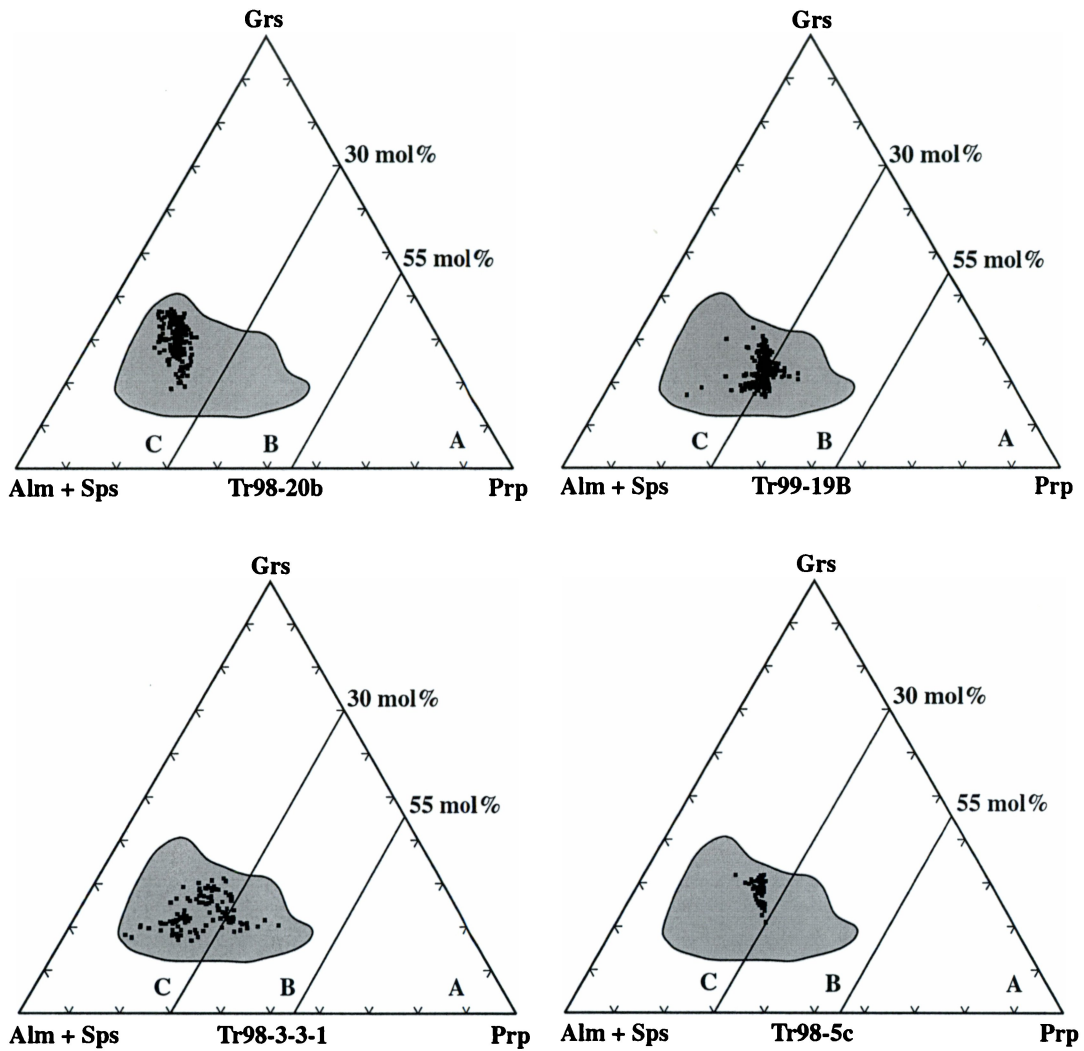 Grs
30 mol%
55 mol%
C B A
Alm + Sps Tr98-20b Prp
Grs
30 mol%
55 mol%
C B A
Alm + Sps Tr99-19B Prp
Grs
30 mol%
55 mol%
C B A
Alm + Sps Tr98-3-3-1 Prp
Grs
30 mol%
55 mol%
C B A
Alm + Sps Tr98-5c Prp